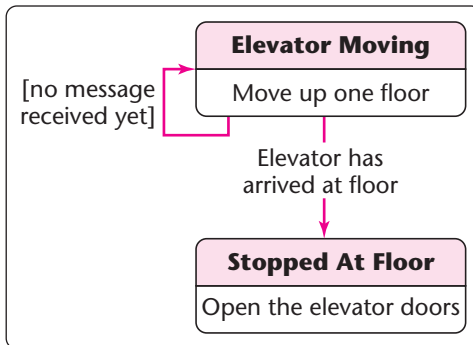 Elevator Moving
Move up one floor
[no message
received yet]
Elevator has
arrived at floor
Stopped At Floor
Open the elevator doors